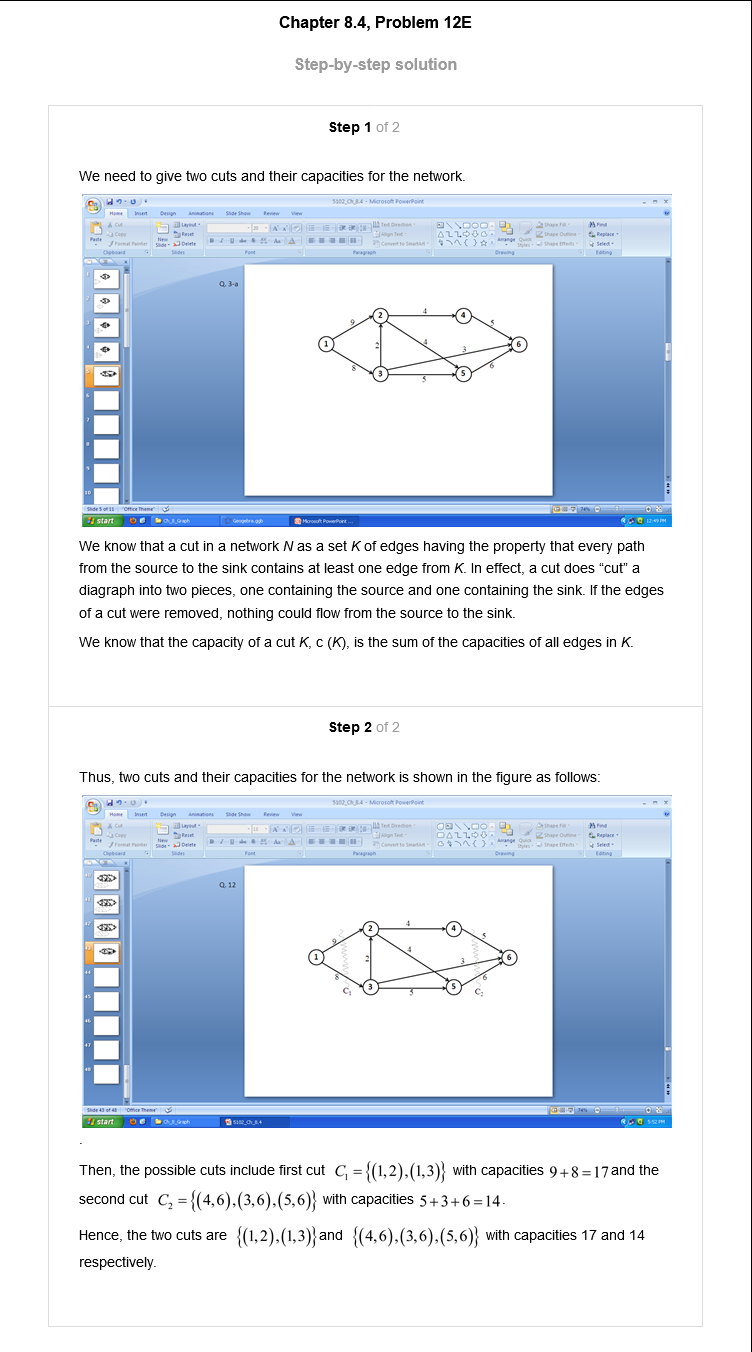 Chapter 8.4, Problem 12E
Step-by-step solution
Step 1 of 2
We need to give two cuts and their capacities for the network.
5102_Ch_8.4 - Microsoft PowerPoint
Home Insert Design Animations Slide Show Review View
Cut
Copy
Format Painter
Paste
Clipboard
New Slide
Layout
Reset
Delete
Slides
Font
Text Direction
Align Text
Convert to SmartArt
Paragraph
Arrange
Quick Styles
Shape Fill
Shape Outline
Shape Effects
Drawing
Find
Replace
Select
Editing
Q. 3-a
9
2
4
4
5
1
2
4
3
6
8
3
5
5
6
Slide 5 of 11 "Office Theme" 74%
start Ch_8_Graph Geogebra.ggb Microsoft PowerPoint ... 12:49 PM
We know that a cut in a network N as a set K of edges having the property that every path
from the source to the sink contains at least one edge from K. In effect, a cut does “cut” a
diagraph into two pieces, one containing the source and one containing the sink. If the edges
of a cut were removed, nothing could flow from the source to the sink.
We know that the capacity of a cut K, c (K), is the sum of the capacities of all edges in K.
Step 2 of 2
Thus, two cuts and their capacities for the network is shown in the figure as follows:
5102_Ch_8.4 - Microsoft PowerPoint
Home Insert Design Animations Slide Show Review View
Cut
Copy
Format Painter
Paste
Clipboard
New Slide
Layout
Reset
Delete
Slides
Font
Text Direction
Align Text
Convert to SmartArt
Paragraph
Arrange
Quick Styles
Shape Fill
Shape Outline
Shape Effects
Drawing
Find
Replace
Select
Editing
Q. 12
9
2
4
4
5
1
2
4
3
6
8
C₁
3
5
5
6
C₂
Slide 43 of 48 "Office Theme" 74%
start Ch_8_Graph 5102_Ch_8.4 5:52 PM
.
Then, the possible cuts include first cut C₁ = {(1,2),(1,3)} with capacities 9+8=17 and the
second cut C₂ = {(4,6),(3,6),(5,6)} with capacities 5+3+6=14.
Hence, the two cuts are {(1,2),(1,3)} and {(4,6),(3,6),(5,6)} with capacities 17 and 14
respectively.